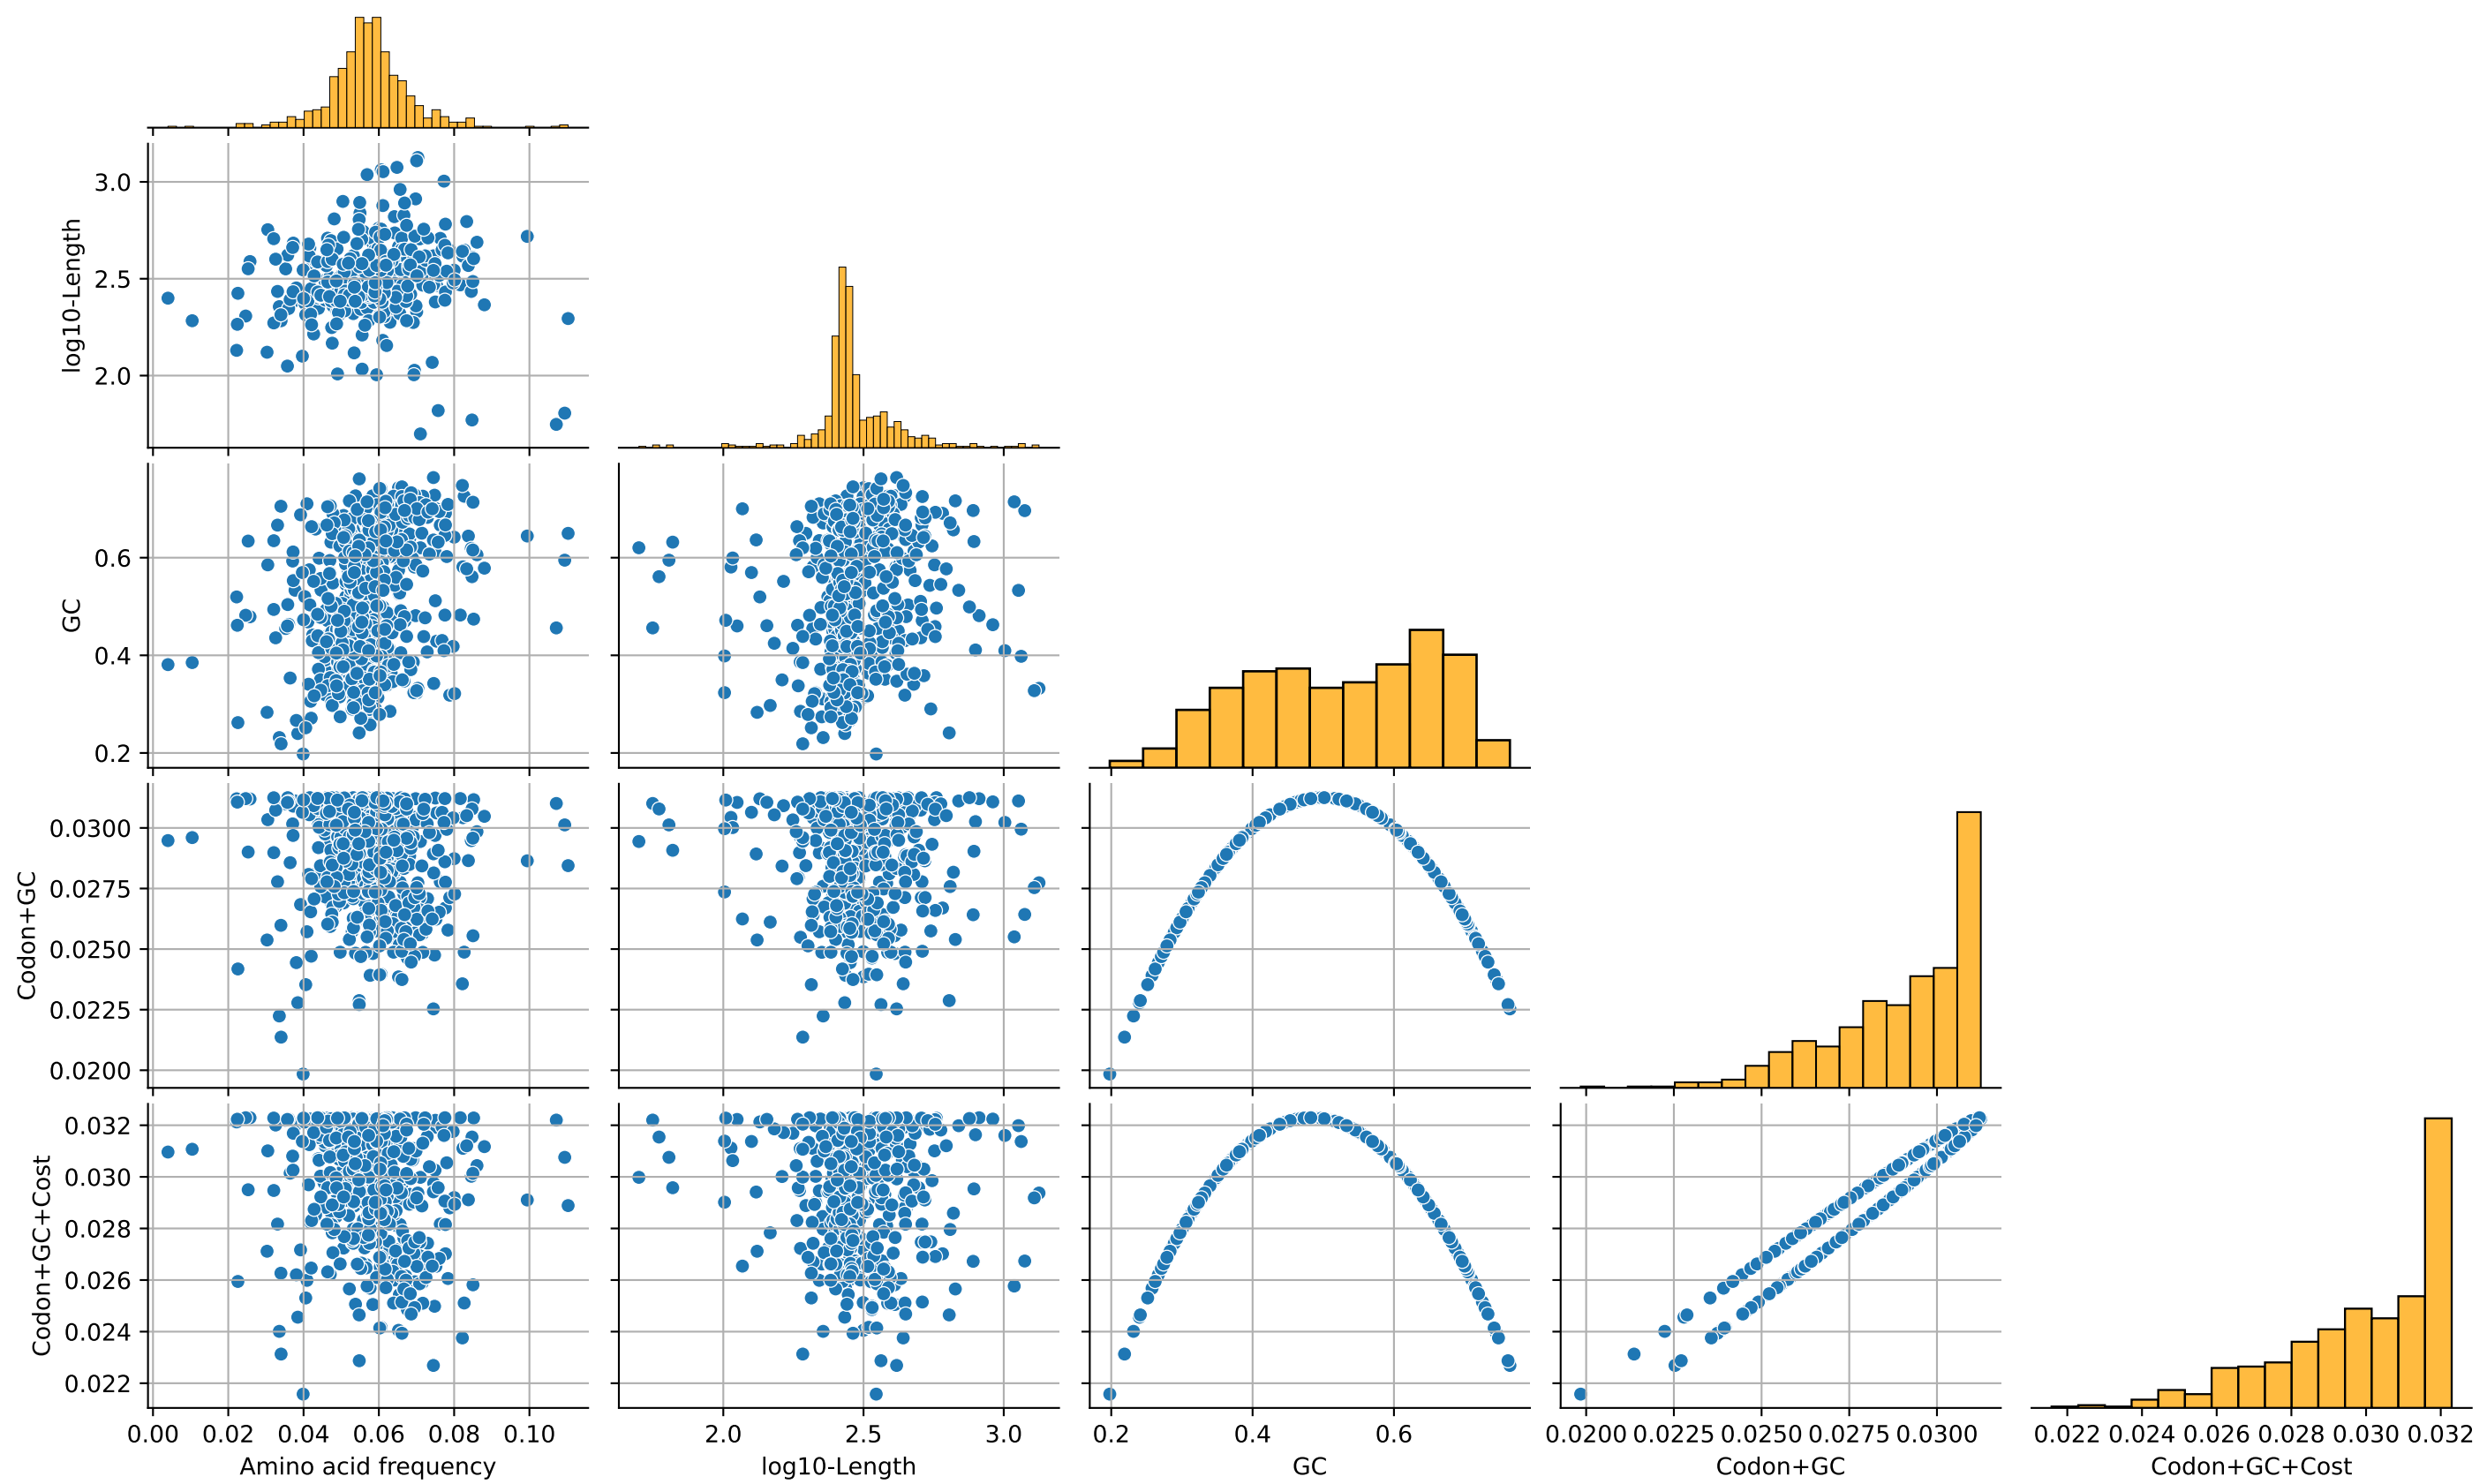 3.0
2.5
2.0
log10-Length
0.6
0.4
0.2
GC
0.0300
0.0275
0.0250
0.0225
0.0200
Codon+GC
0.032
0.030
0.028
0.026
0.024
0.022
Codon+GC+Cost
0.00 0.02 0.04 0.06 0.08 0.10
Amino acid frequency
2.0 2.5 3.0
log10-Length
0.2 0.4 0.6
GC
0.0200 0.0225 0.0250 0.0275 0.0300
Codon+GC
0.022 0.024 0.026 0.028 0.030 0.032
Codon+GC+Cost